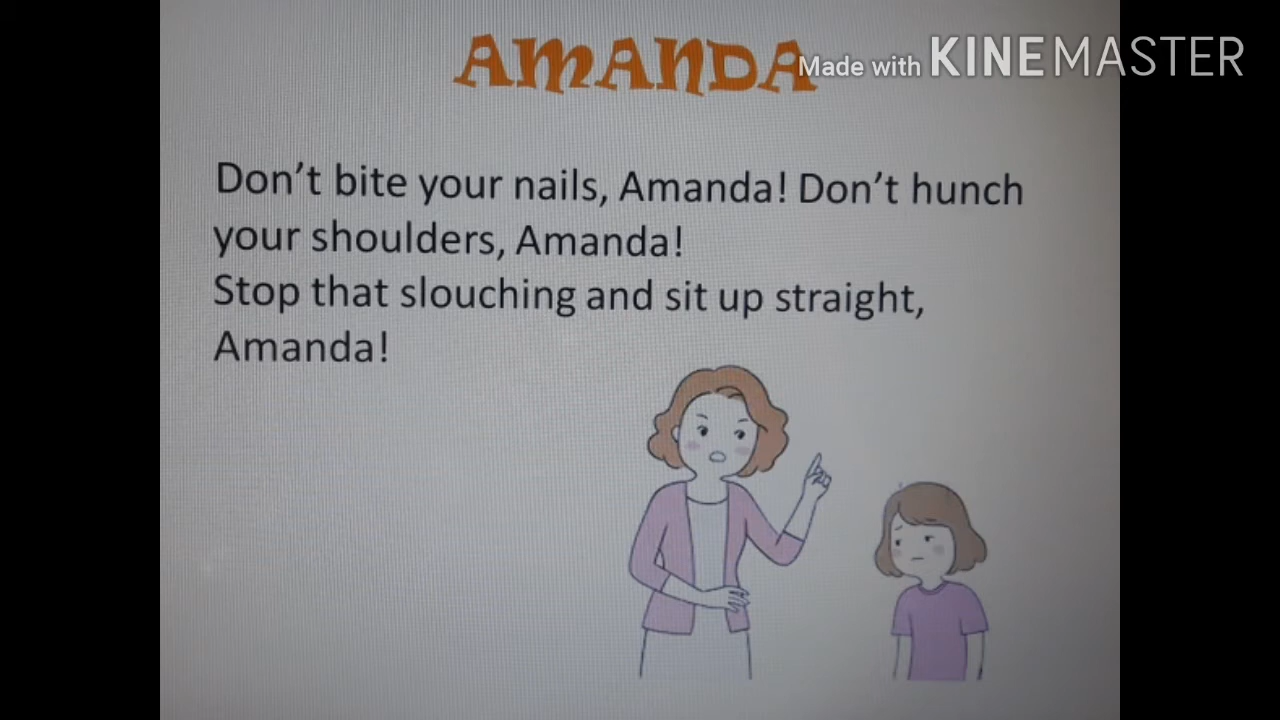 AMANDA
Made with KINEMASTER
Don't bite your nails, Amanda! Don't hunch
your shoulders, Amanda!
Stop that slouching and sit up straight,
Amanda!